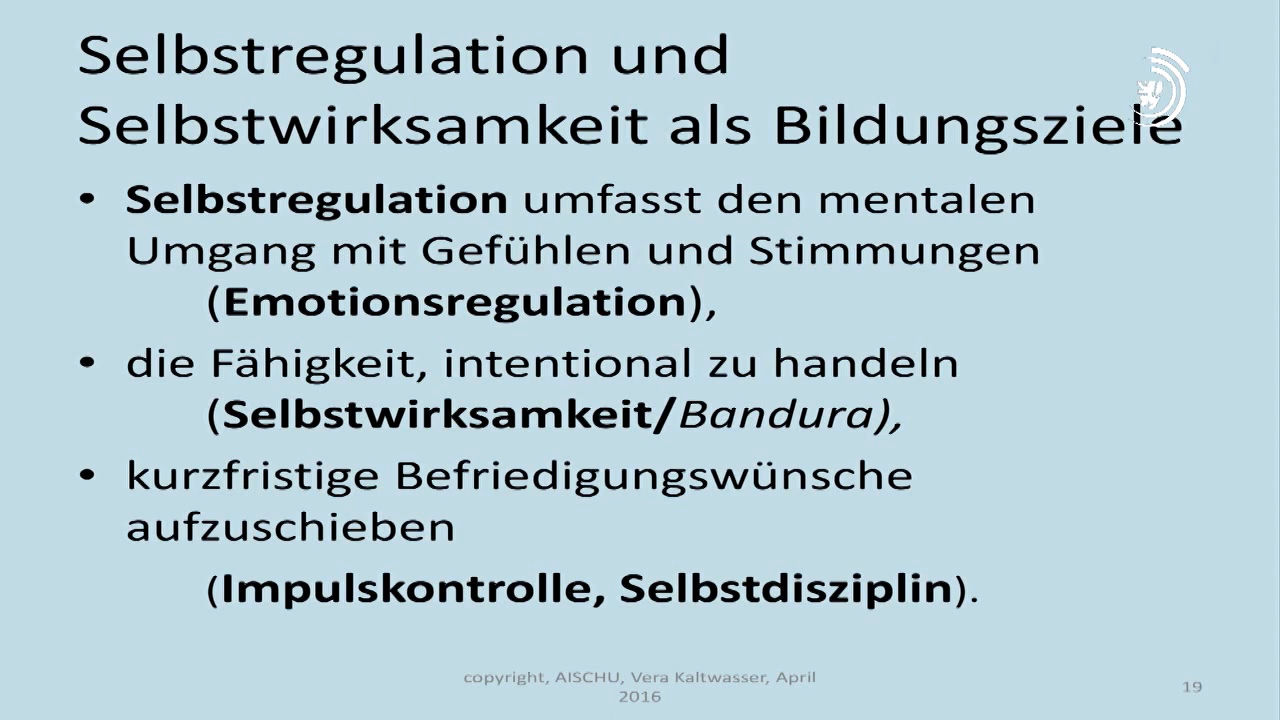 Selbstregulation und
Selbstwirksamkeit als Bildungsziele
• Selbstregulation umfasst den mentalen
Umgang mit Gefühlen und Stimmungen
(Emotionsregulation),
• die Fähigkeit, intentional zu handeln
(Selbstwirksamkeit/Bandura),
• kurzfristige Befriedigungswünsche
aufzuschieben
(Impulskontrolle, Selbstdisziplin).
copyright, AISCHU, Vera Kaltwasser, April
2016
19